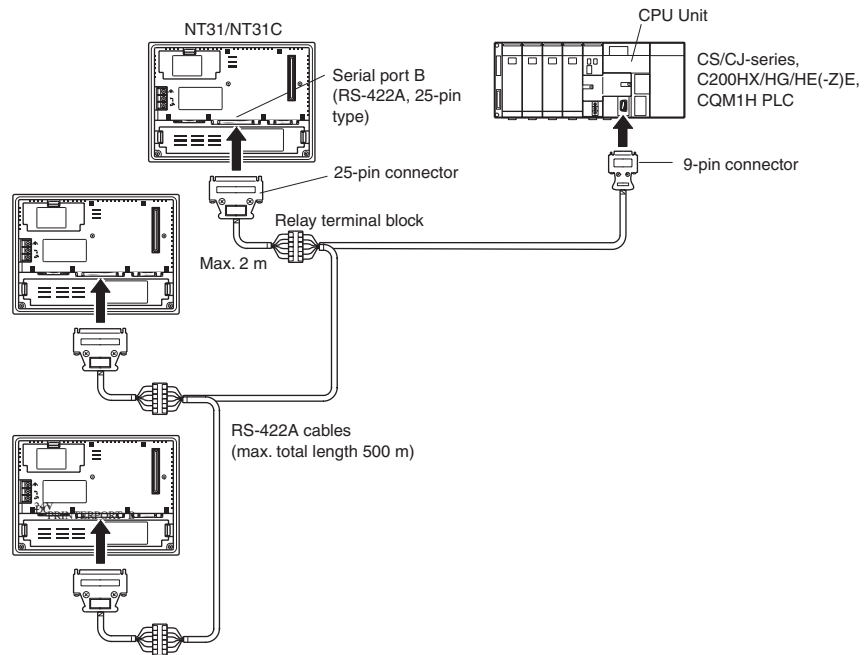 CPU Unit
NT31/NT31C
Serial port B
(RS-422A, 25-pin
type)
CS/CJ-series,
C200HX/HG/HE(-Z)E,
CQM1H PLC
25-pin connector
9-pin connector
Relay terminal block
Max. 2 m
RS-422A cables
(max. total length 500 m)